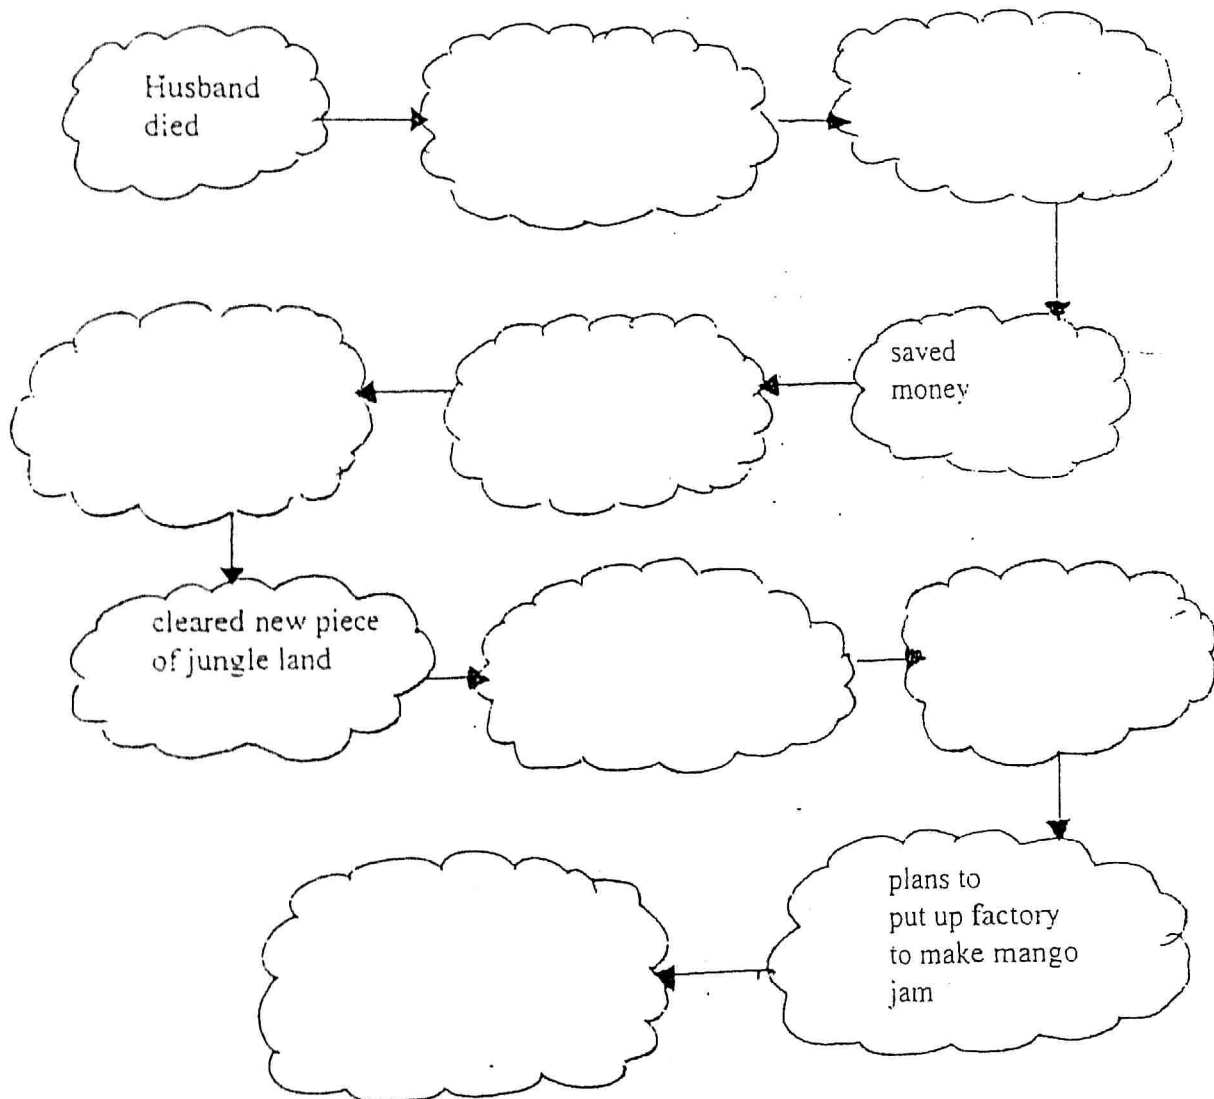 Husband
died
saved
money
cleared new piece
of jungle land
plans to
put up factory
to make mango
jam